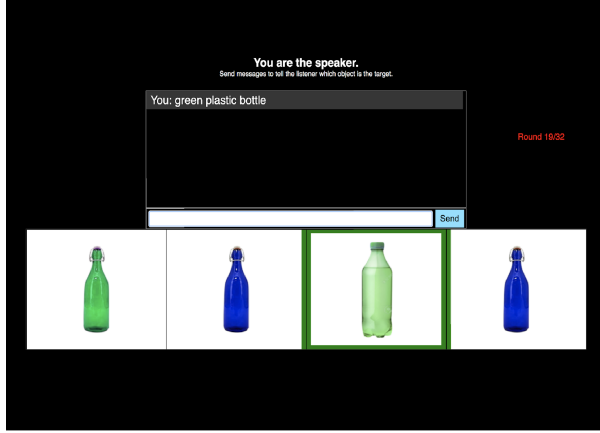 You are the speaker.
Send messages to tell the listener which object is the target.
You: green plastic bottle
Round 19/32
Send